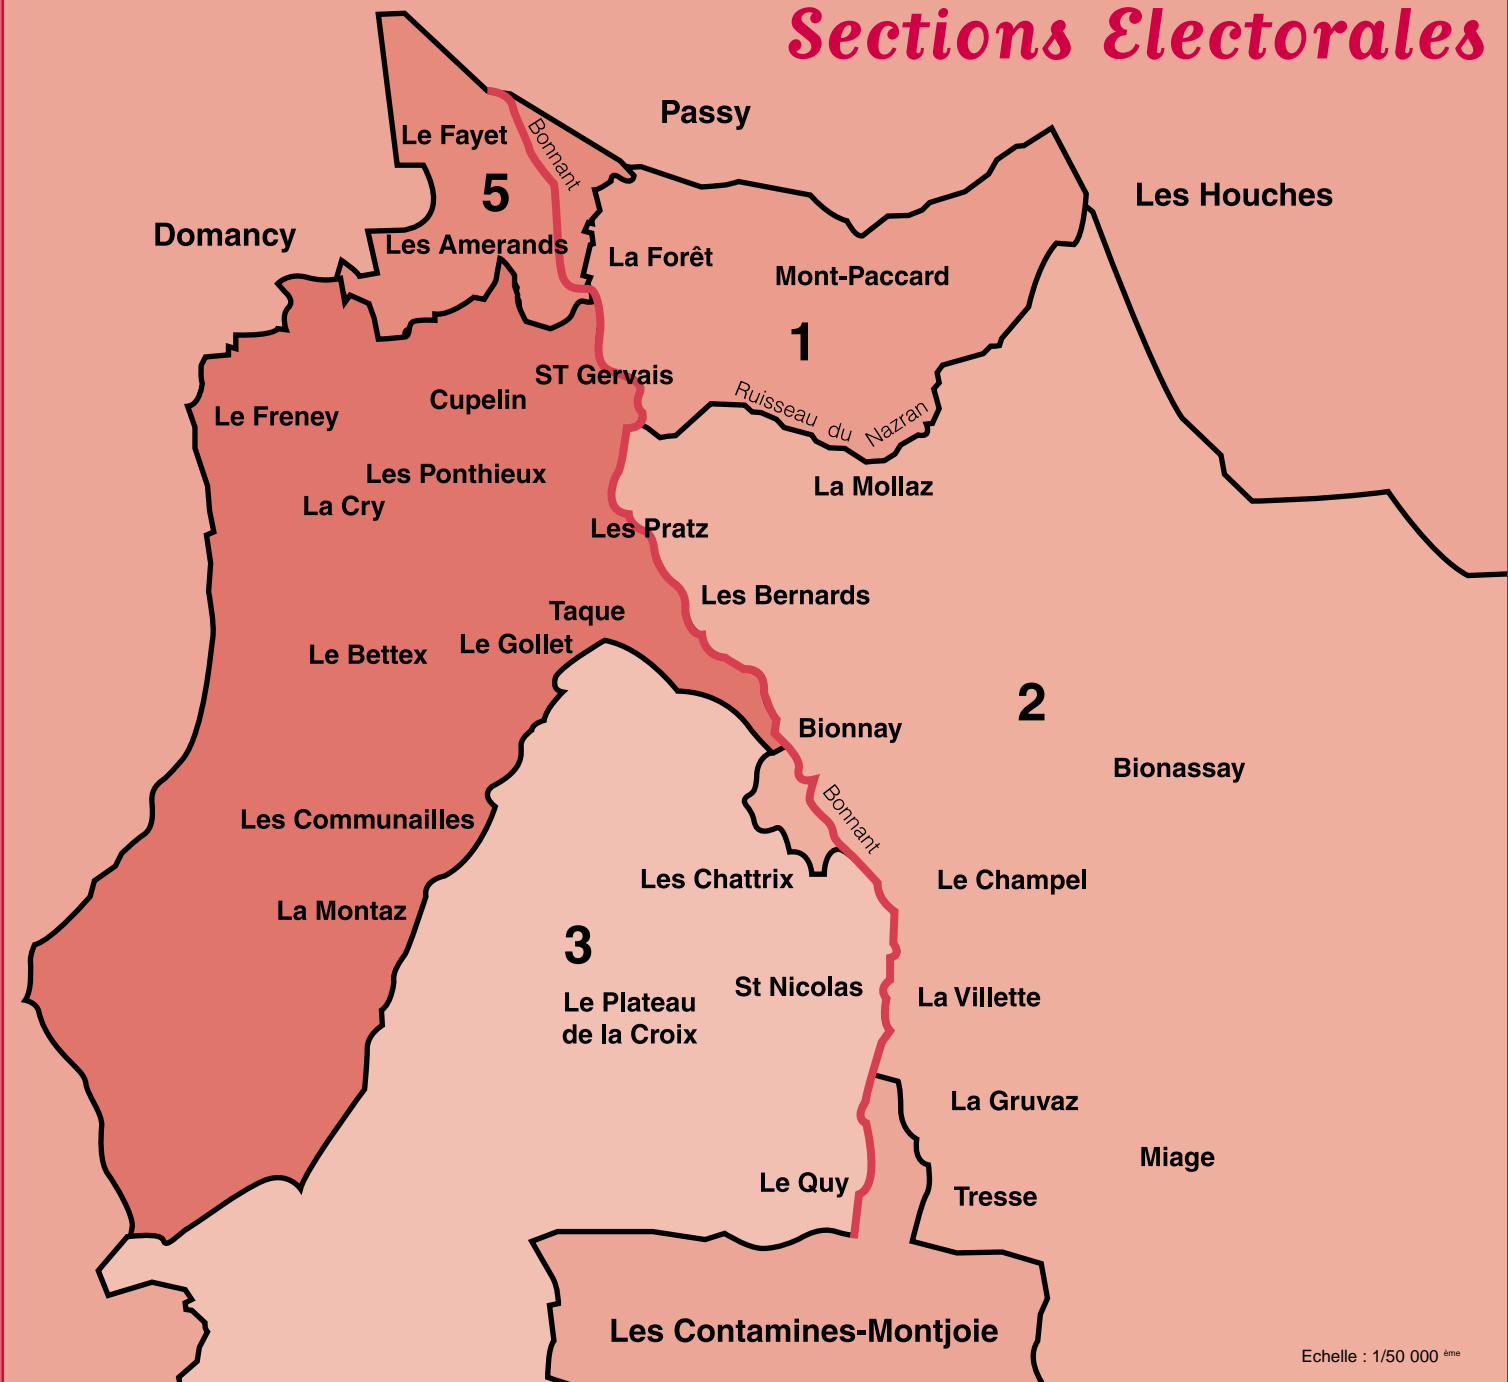 Sections Electorales
Passy
Le Fayet
Bonnant
5
Les Houches
Domancy
Les Amerands
La Forêt
Mont-Paccard
1
ST Gervais
Cupelin
Le Freney
Ruisseau du Nazran
Les Ponthieux
La Mollaz
La Cry
Les Pratz
Les Bernards
Taque
Le Gollet
Le Bettex
2
Bionnay
Bionassay
Les Communailles
Bonnant
Les Chattrix
Le Champel
La Montaz
3
St Nicolas
La Villette
Le Plateau
de la Croix
La Gruvaz
Miage
Le Quy
Tresse
Les Contamines-Montjoie
Echelle : 1/50 000 ème